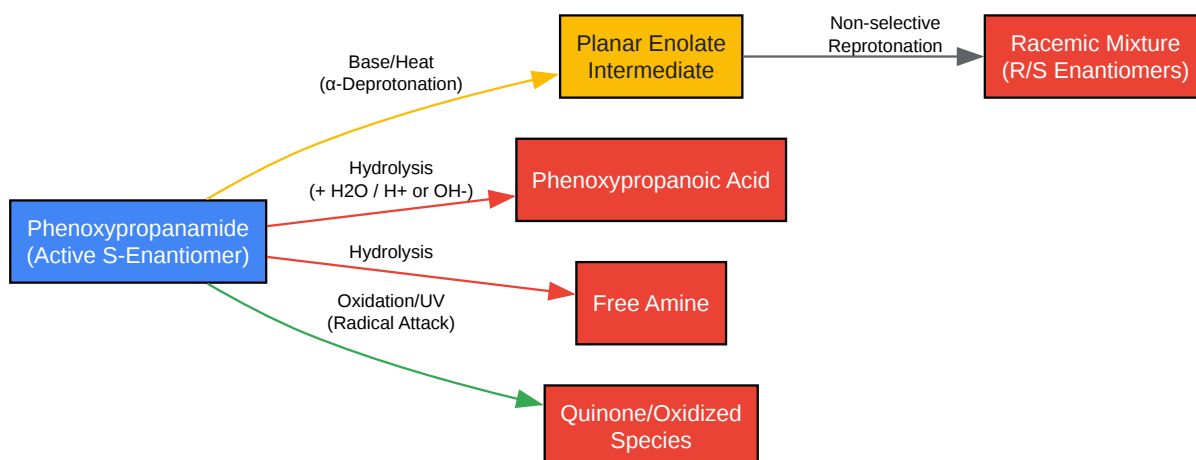 Planar Enolate
Intermediate
Non-selective
Reprotonation
Racemic Mixture
(R/S Enantiomers)
Base/Heat
(α-Deprotonation)
Phenoxypropanoic Acid
Hydrolysis
(+ H2O / H+ or OH-)
Phenoxypropanamide
(Active S-Enantiomer)
Hydrolysis
Free Amine
Oxidation/UV
(Radical Attack)
Quinone/Oxidized
Species